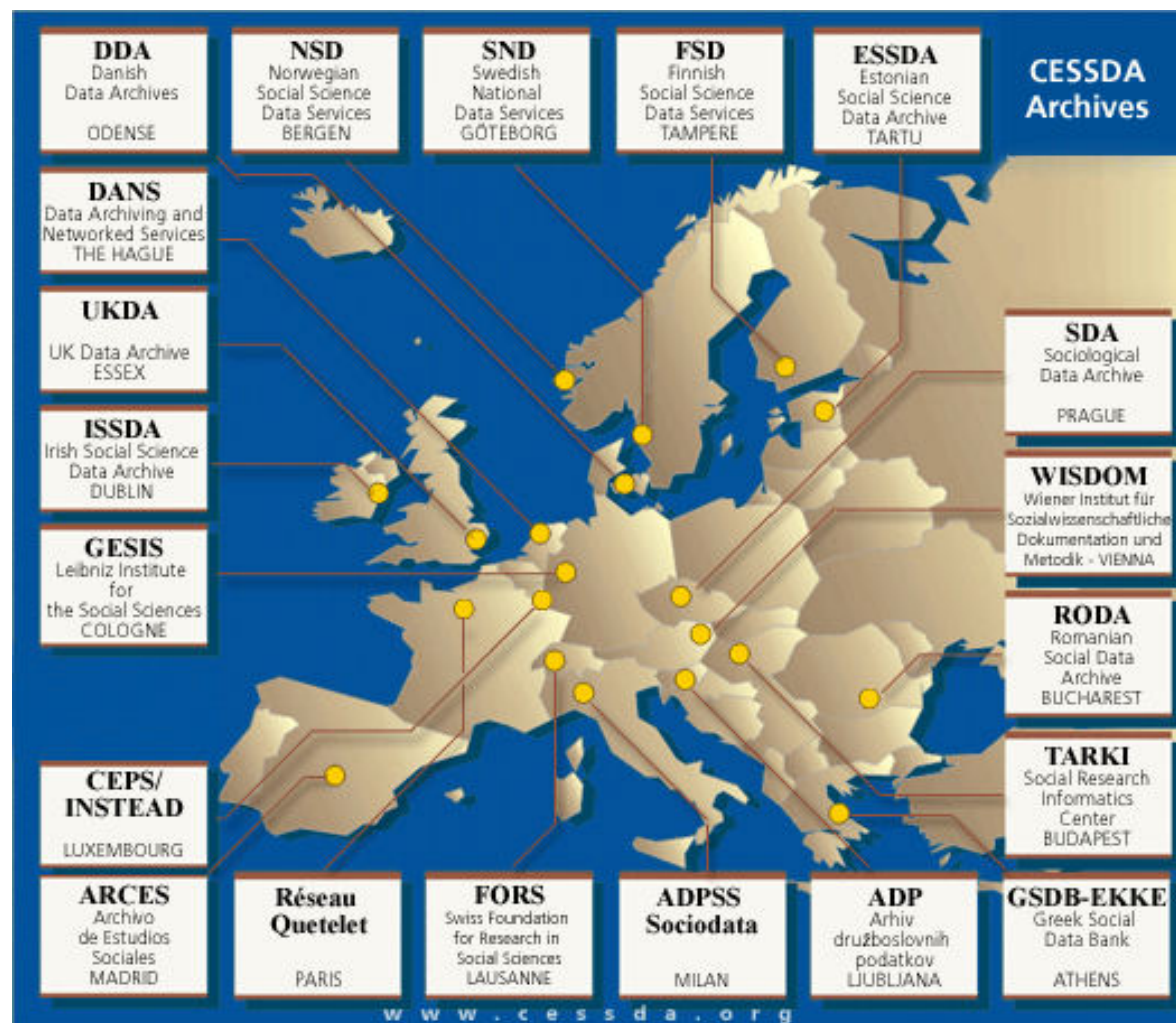 DDA
Danish
Data Archives
ODENSE
NSD
Norwegian
Social Science
Data Services
BERGEN
SND
Swedish
National
Data Services
GÖTEBORG
FSD
Finnish
Social Science
Data Services
TAMPERE
ESSDA
Estonian
Social Science
Data Archive
TARTU
CESSDA
Archives
DANS
Data Archiving and
Networked Services
THE HAGUE
UKDA
UK Data Archive
ESSEX
ISSDA
Irish Social Science
Data Archive
DUBLIN
GESIS
Leibniz Institute
for
the Social Sciences
COLOGNE
SDA
Sociological
Data Archive
PRAGUE
WISDOM
Wiener Institut für
Sozialwissenschaftliche
Dokumentation und
Metodik - VIENNA
RODA
Romanian
Social Data
Archive
BUCHAREST
TARKI
Social Research
Informatics
Center
BUDAPEST
CEPS/
INSTEAD
LUXEMBOURG
ARCES
Archivo
de Estudios
Sociales
MADRID
Réseau
Quetelet
PARIS
FORS
Swiss Foundation
for Research in
Social Sciences
LAUSANNE
ADPSS
Sociodata
MILAN
ADP
Arhiv
družboslovnih
podatkov
LJUBLJANA
GSDB-EKKE
Greek Social
Data Bank
ATHENS
www.cessda.org